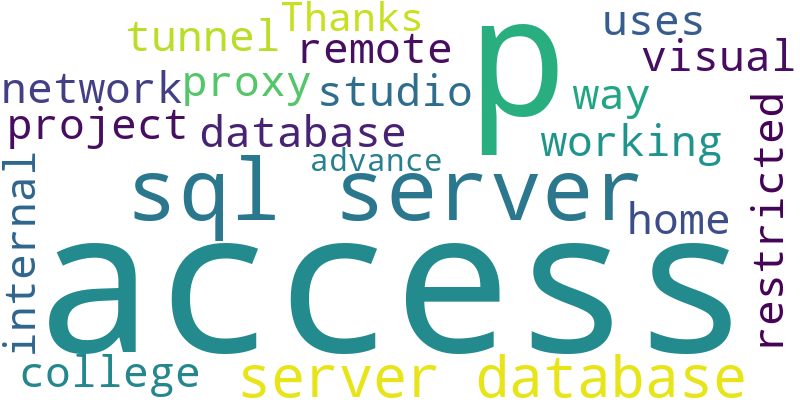 Thanks
tunnel
remote
uses
visual
network
proxy
studio
p
way
project
database
working
advance
restricted
internal
sql server
home
access
college
server database